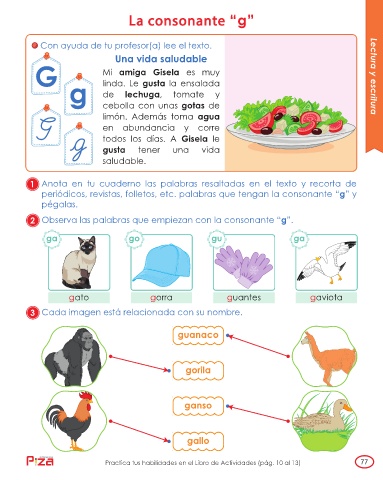 La consonante “g”
Lectura y escritura
Con ayuda de tu profesor(a) lee el texto.
G
g
G
g
Una vida saludable
Mi amiga Gisela es muy
linda. Le gusta la ensalada
de lechuga, tomate y
cebolla con unas gotas de
limón. Además toma agua
en abundancia y corre
todos los días. A Gisela le
gusta tener una vida
saludable.
1 Anota en tu cuaderno las palabras resaltadas en el texto y recorta de
periódicos, revistas, folletos, etc. palabras que tengan la consonante “g” y
pégalas.
2 Observa las palabras que empiezan con la consonante “g”.
ga go gu ga
gato gorra guantes gaviota
3 Cada imagen está relacionada con su nombre.
guanaco
gorila
ganso
gallo
P¡za
Practica tus habilidades en el Libro de Actividades (pág. 10 al 13)
77